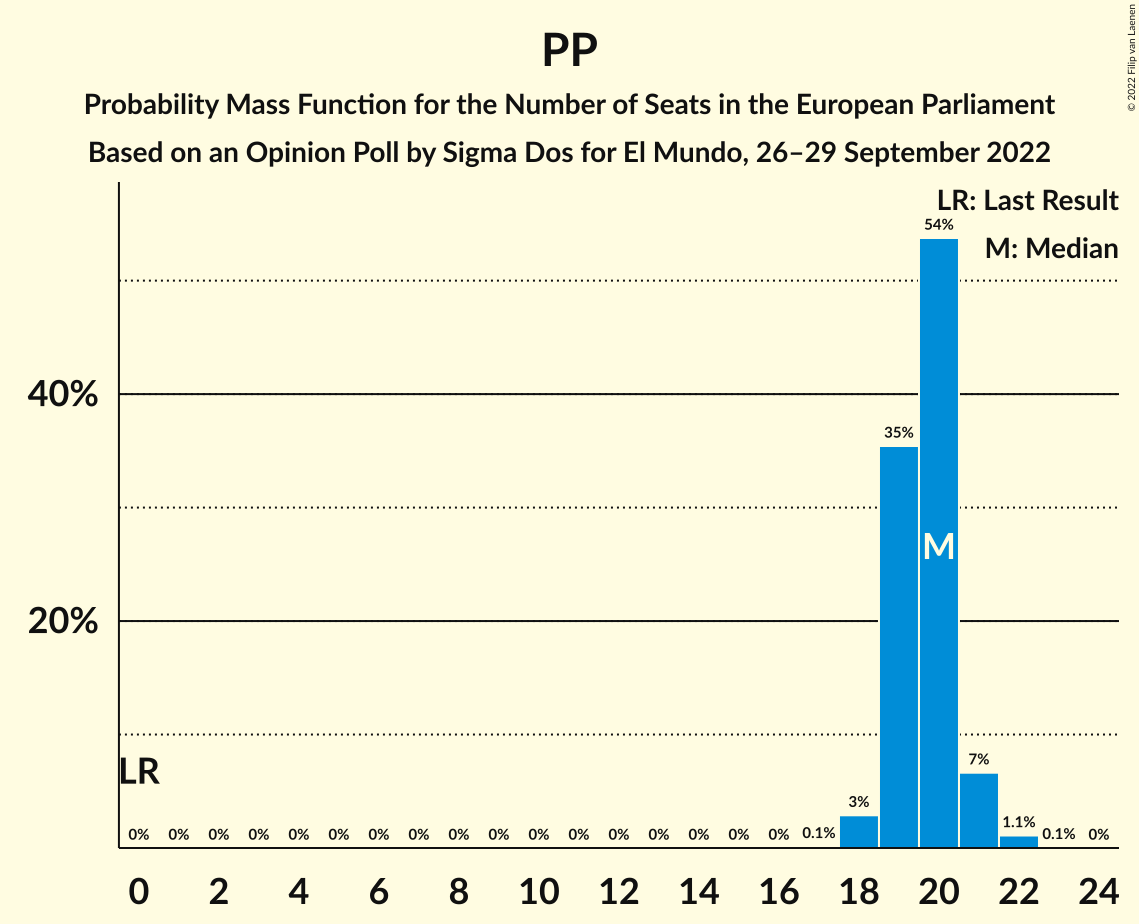 PP
Probability Mass Function for the Number of Seats in the European Parliament
Based on an Opinion Poll by Sigma Dos for El Mundo, 26–29 September 2022
© 2022 Filip van Laenen
LR: Last Result
M: Median
54%
40%
35%
M
20%
LR
7%
3%
1.1%
0% 0% 0% 0% 0% 0% 0% 0% 0% 0% 0% 0% 0% 0% 0% 0% 0% 0.1% 0.1% 0%
0 2 4 6 8 10 12 14 16 18 20 22 24